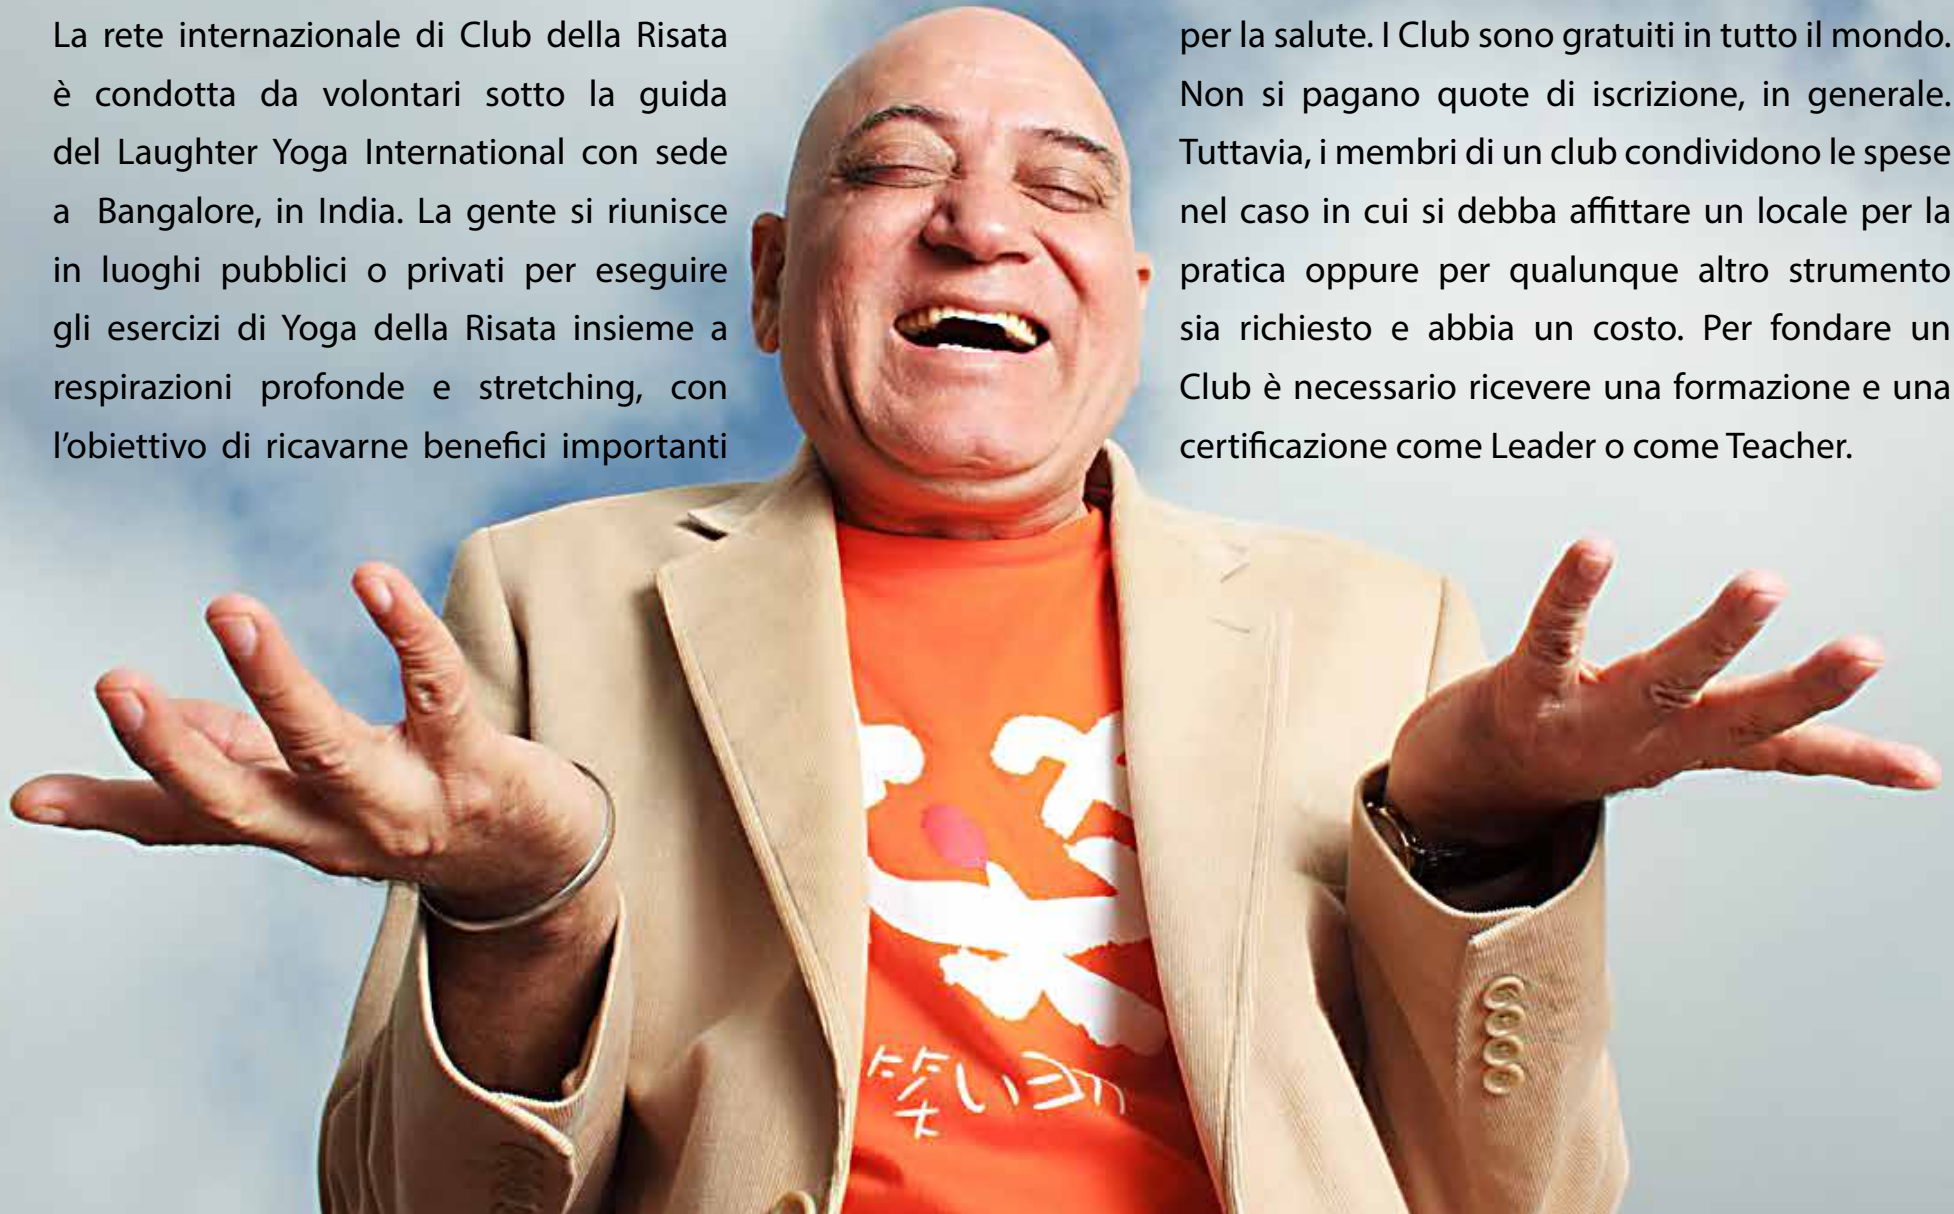 La rete internazionale di Club della Risata
è condotta da volontari sotto la guida
del Laughter Yoga International con sede
a Bangalore, in India. La gente si riunisce
in luoghi pubblici o privati per eseguire
gli esercizi di Yoga della Risata insieme a
respirazioni profonde e stretching, con
l’obiettivo di ricavarne benefici importanti
per la salute. I Club sono gratuiti in tutto il mondo.
Non si pagano quote di iscrizione, in generale.
Tuttavia, i membri di un club condividono le spese
nel caso in cui si debba affittare un locale per la
pratica oppure per qualunque altro strumento
sia richiesto e abbia un costo. Per fondare un
Club è necessario ricevere una formazione e una
certificazione come Leader o come Teacher.
笑いヨガ